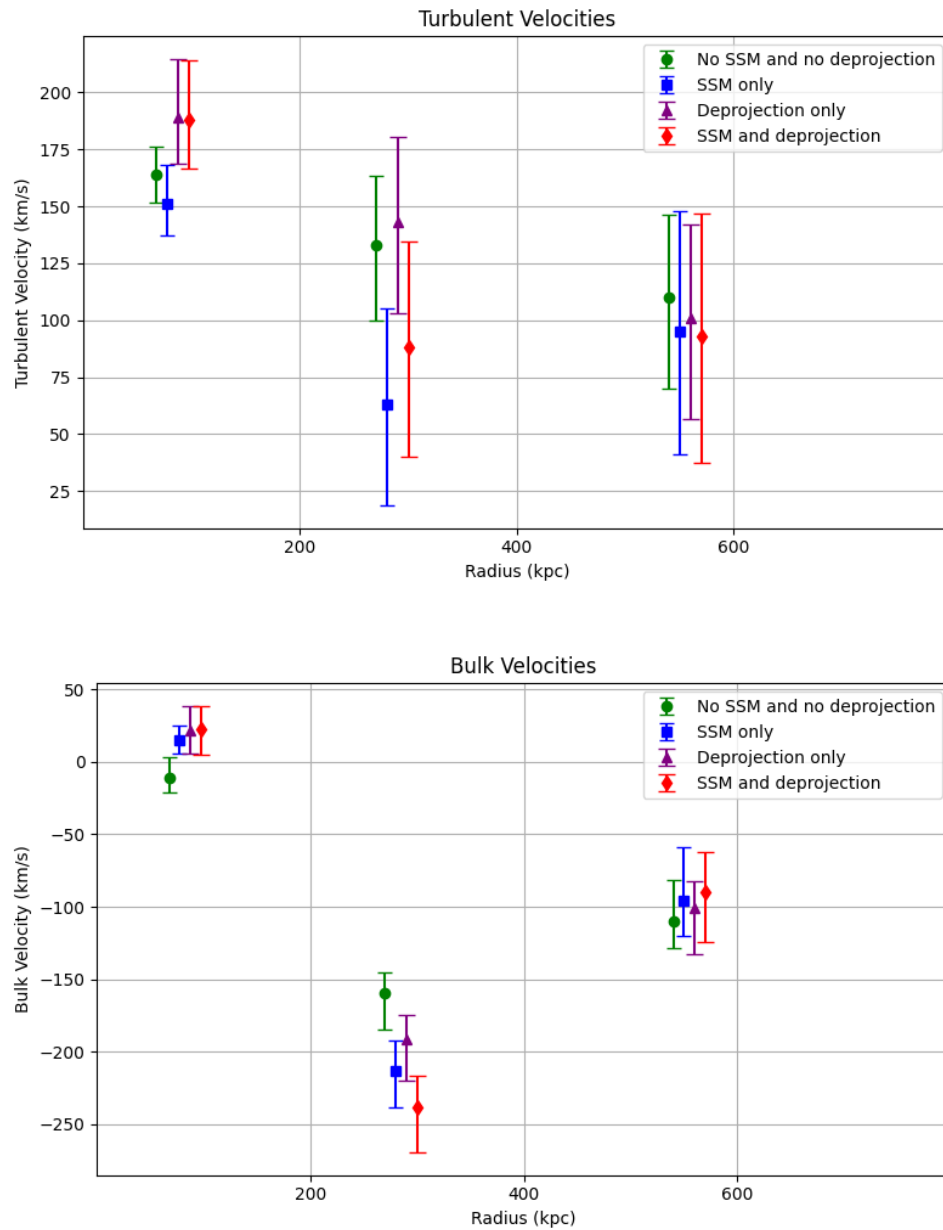 Turbulent Velocities
No SSM and no deprojection
SSM only
Deprojection only
SSM and deprojection
200
175
150
125
100
75
50
25
Turbulent Velocity (km/s)
200
400
600
Radius (kpc)
Bulk Velocities
No SSM and no deprojection
SSM only
Deprojection only
SSM and deprojection
50
0
−50
−100
−150
−200
−250
Bulk Velocity (km/s)
200
400
600
Radius (kpc)